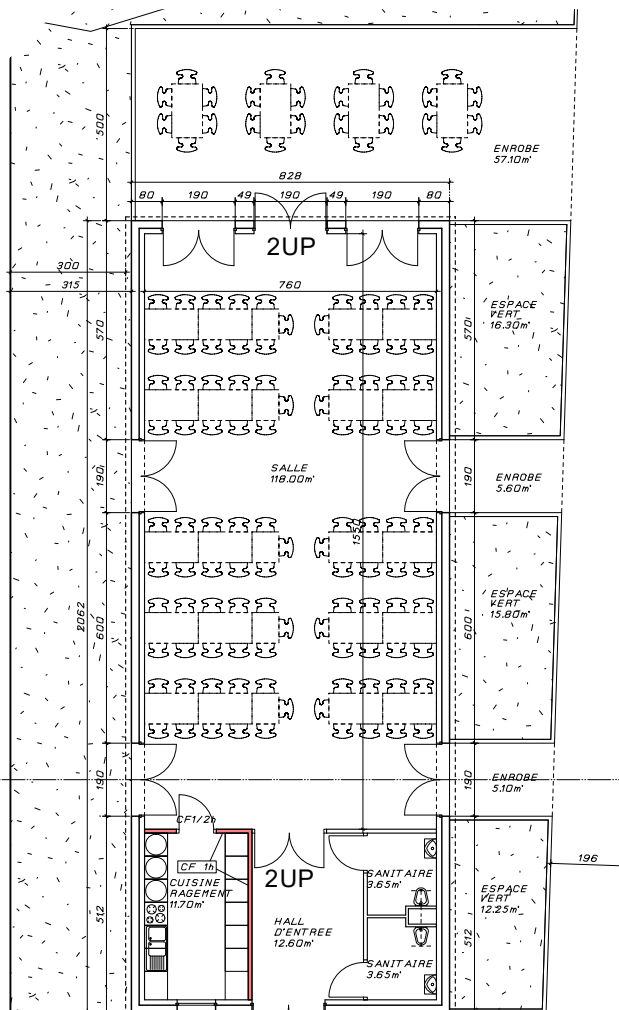 500
ENROBE
57.10m²
828
80 190 49 190 49 190 80
2UP
300
315
760
570
570
ESPACE
VERT
16.30m²
SALLE
118.00m²
190
190
ENROBE
5.60m²
1550
2062
600
600
ESPACE
VERT
15.80m²
190
190
ENROBE
5.10m²
CF1/2h
CF 1h
2UP
CUISINE
RAGEMENT
11.70m²
SANITAIRE
3.65m²
196
ESPACE
VERT
12.25m²
512
512
HALL
D'ENTREE
12.60m²
SANITAIRE
3.65m²